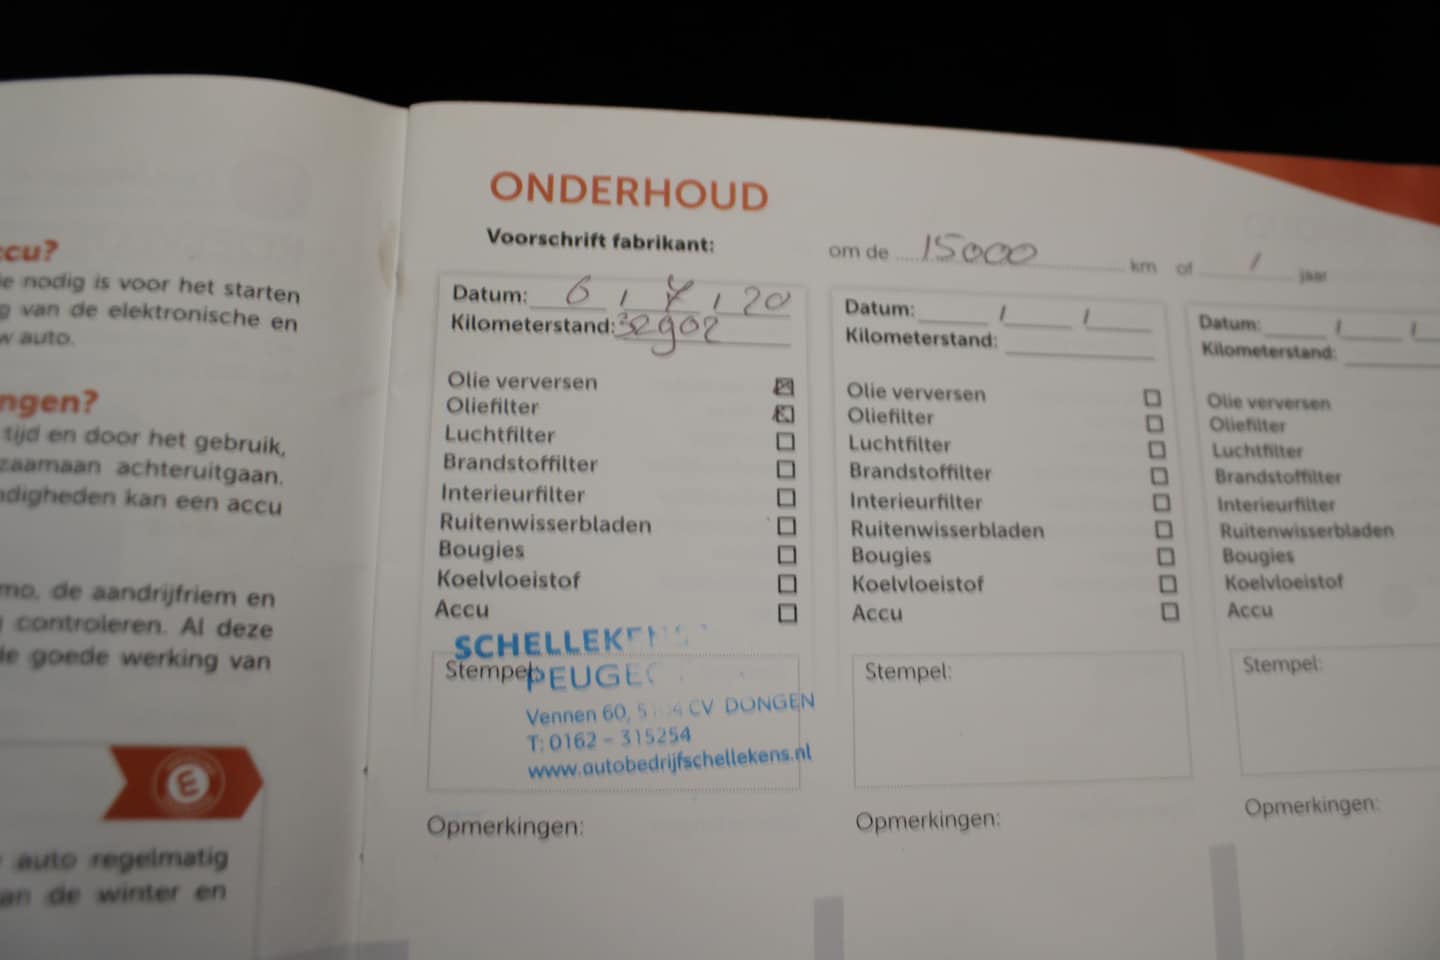 ccu?
e nodig is voor het starten
g van de elektronische en
w auto.
ngen?
tijd en door het gebruik,
zaamaan achteruitgaan.
digheden kan een accu
mo, de aandrijfriem en
controleren. Al deze
le goede werking van
E
auto regelmatig
an de winter en
ONDERHOUD
Voorschrift fabrikant: om de 15000 km of 1 jaar
Datum: 6 / 7 / 20
Kilometerstand: 32902
Olie verversen
Oliefilter
Luchtfilter
Brandstoffilter
Interieurfilter
Ruitenwisserbladen
Bougies
Koelvloeistof
Accu
SCHELLEKENS
Stempel:
PEUGEO
Vennen 60, CV DONGEN
T: 0162 - 315254
www.autobedrijfschellekens.nl
Opmerkingen:
Datum: / /
Kilometerstand:
Olie verversen
Oliefilter
Luchtfilter
Brandstoffilter
Interieurfilter
Ruitenwisserbladen
Bougies
Koelvloeistof
Accu
Stempel:
Opmerkingen:
Datum: / /
Kilometerstand:
Olie verversen
Oliefilter
Luchtfilter
Brandstoffilter
Interieurfilter
Ruitenwisserbladen
Bougies
Koelvloeistof
Accu
Stempel:
Opmerkingen: